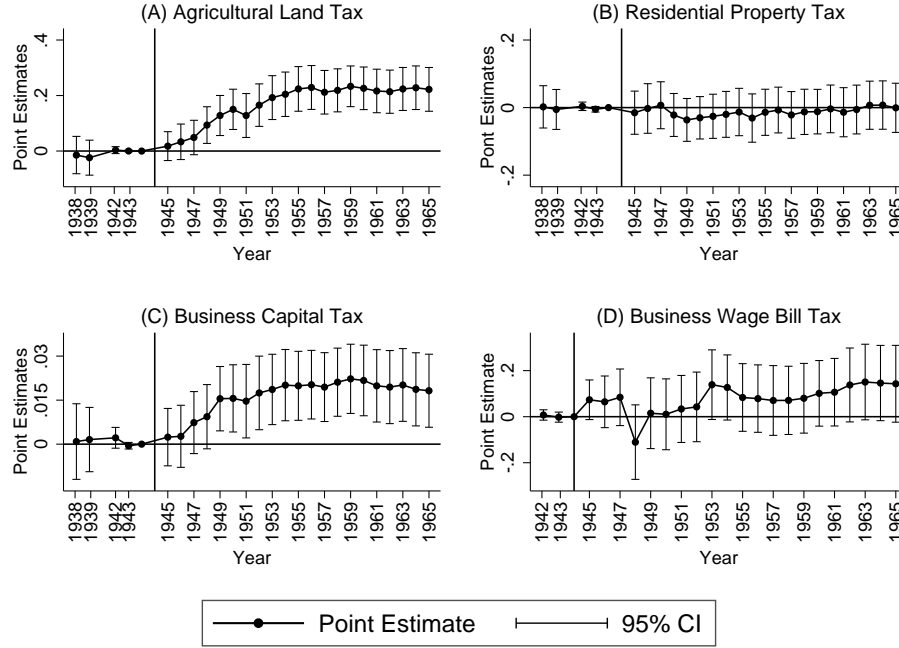 (A) Agricultural Land Tax
Point Estimates
0 .2 .4
1938 1939 1942 1943 1945 1947 1949 1951 1953 1955 1957 1959 1961 1963 1965
Year
(B) Residential Property Tax
Point Estimates
-.2 0 .2
1938 1939 1942 1943 1945 1947 1949 1951 1953 1955 1957 1959 1961 1963 1965
Year
(C) Business Capital Tax
Point Estimates
0 .015 .03
1938 1939 1942 1943 1945 1947 1949 1951 1953 1955 1957 1959 1961 1963 1965
Year
(D) Business Wage Bill Tax
Point Estimate
-.2 0 .2
1942 1943 1945 1947 1949 1951 1953 1955 1957 1959 1961 1963 1965
Year
Point Estimate 95% CI